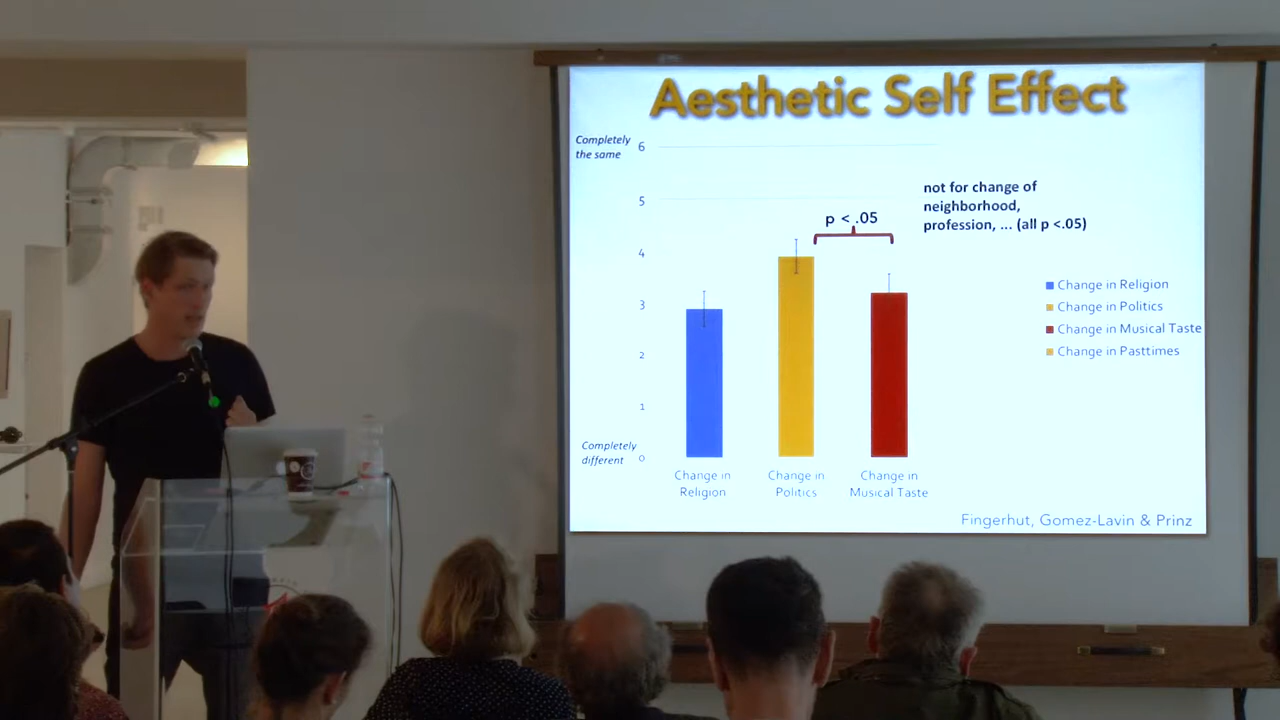 Aesthetic Self Effect
Completely
the same
6
5
4
3
2
1
0
Completely
different
p < .05
not for change of
neighborhood,
profession, ... (all p <.05)
Change in Religion
Change in Politics
Change in Musical Taste
Change in Pasttimes
Change in
Religion
Change in
Politics
Change in
Musical Taste
Fingerhut, Gomez-Lavin & Prinz